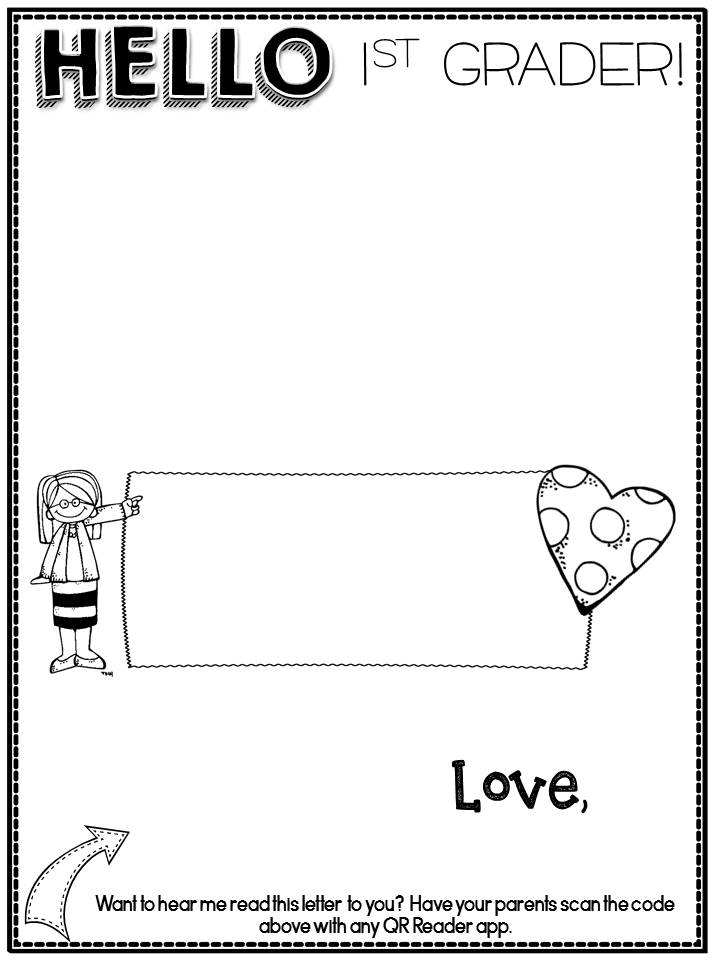 HELLO 1ST GRADER!
Love,
Want to hear me read this letter to you? Have your parents scan the code
above with any QR Reader app.